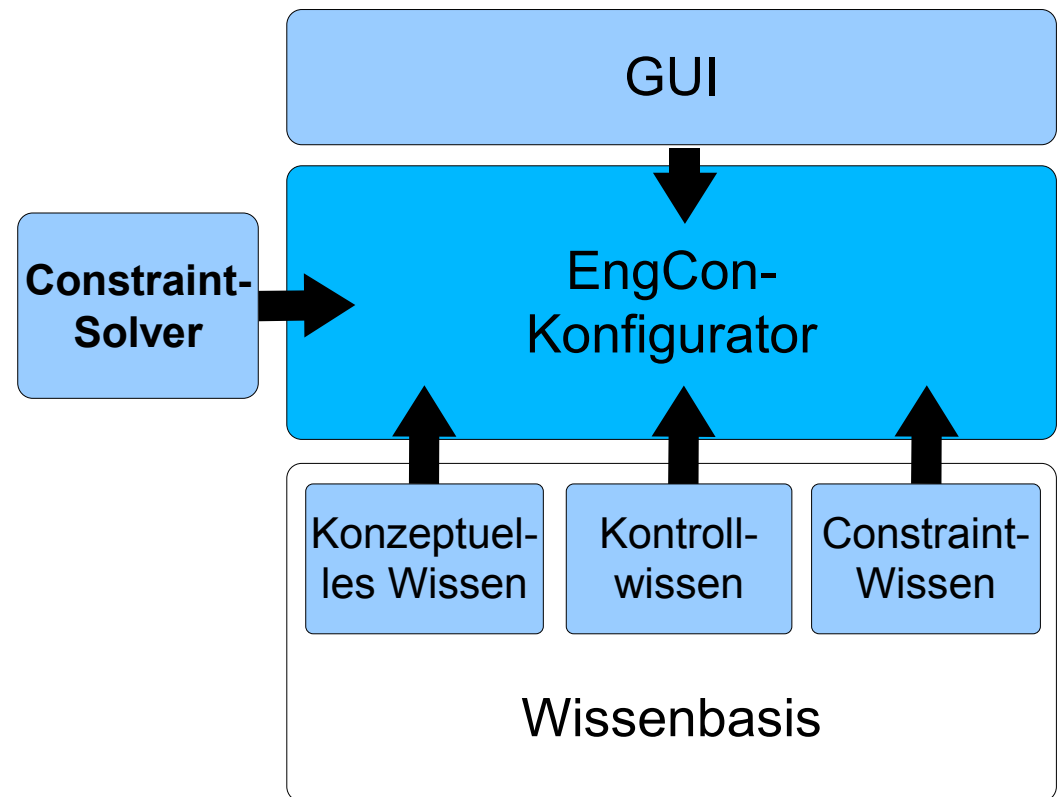 GUI
Constraint-
Solver
EngCon-
Konfigurator
Konzeptuel-
les Wissen
Kontroll-
wissen
Constraint-
Wissen
Wissenbasis